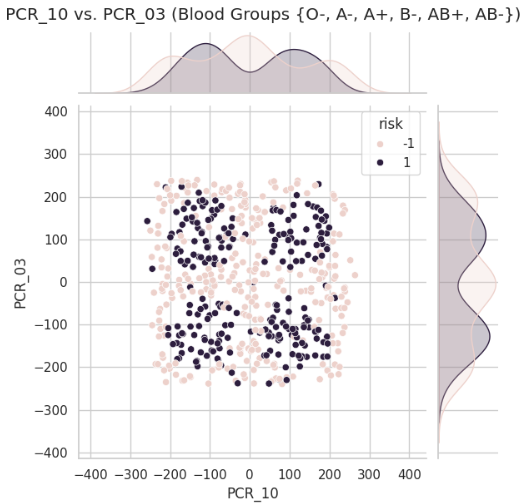 PCR_10 vs. PCR_03 (Blood Groups {O-, A-, A+, B-, AB+, AB-})
risk
-1
1
400
300
200
100
0
−100
−200
−300
−400
PCR_03
−400 −300 −200 −100 0 100 200 300 400
PCR_10